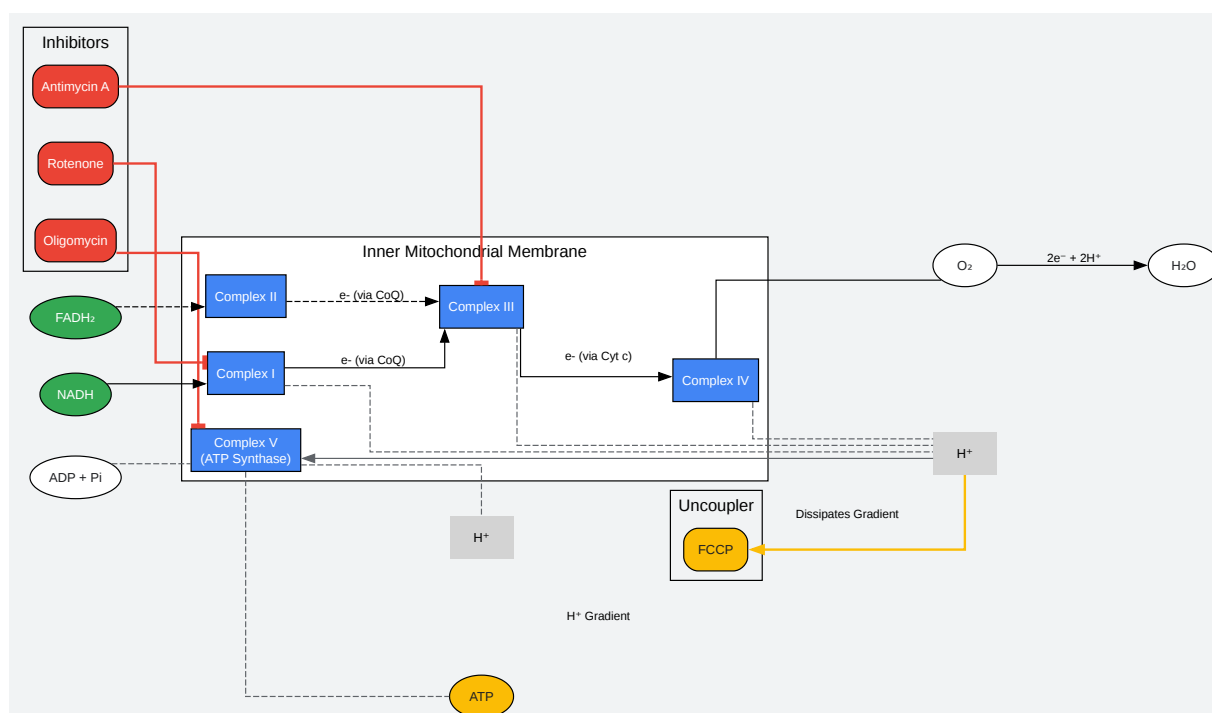 Inhibitors
Antimycin A
Rotenone
Oligomycin
Inner Mitochondrial Membrane
FADH₂
Complex II
e- (via CoQ)
Complex III
O₂
2e⁻ + 2H⁺
H₂O
NADH
Complex I
e- (via CoQ)
e- (via Cyt c)
Complex IV
ADP + Pi
Complex V
(ATP Synthase)
H⁺
H⁺
Uncoupler
FCCP
Dissipates Gradient
H⁺ Gradient
ATP